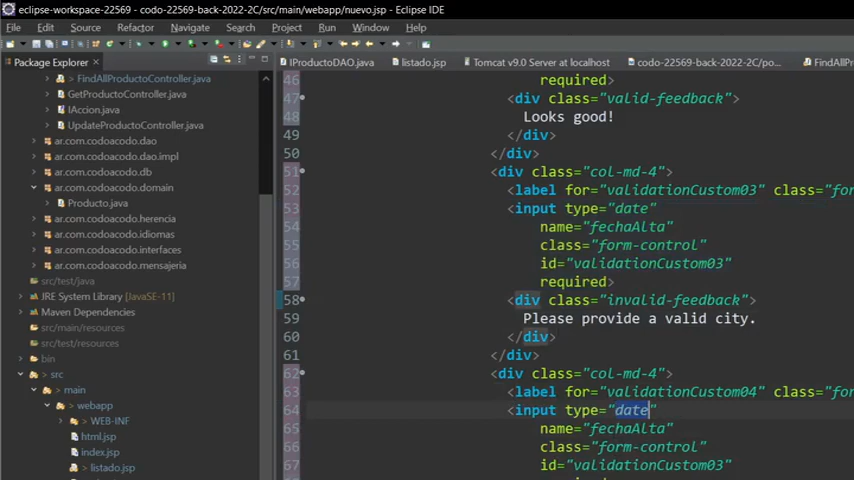 eclipse-workspace-22569 - codo-22569-back-2022-2C/src/main/webapp/nuevo.jsp - Eclipse IDE
File Edit Source Refactor Navigate Search Project Run Window Help
Package Explorer
IProductoDAO.java listado.jsp Tomcat v9.0 Server at localhost codo-22569-back-2022-2C/po... FindAl
> FindAllProductoController.java
GetProductoController.java
IAccion.java
UpdateProductoController.java
ar.com.codoacodo.dao
ar.com.codoacodo.dao.impl
ar.com.codoacodo.db
ar.com.codoacodo.domain
Producto.java
ar.com.codoacodo.herencia
ar.com.codoacodo.idiomas
ar.com.codoacodo.interfaces
ar.com.codoacodo.mensajeria
src/test/java
JRE System Library [JavaSE-11]
Maven Dependencies
src/main/resources
src/test/resources
bin
src
main
webapp
WEB-INF
html.jsp
index.jsp
> listado.jsp
46 required>
47 <div class="valid-feedback">
48 Looks good!
49 </div>
50 </div>
51 <div class="col-md-4">
52 <label for="validationCustom03" class="for
53 <input type="date"
54 name="fechaAlta"
55 class="form-control"
56 id="validationCustom03"
57 required>
58 <div class="invalid-feedback">
59 Please provide a valid city.
60 </div>
61 </div>
62 <div class="col-md-4">
63 <label for="validationCustom04" class="for
64 <input type="date"
65 name="fechaAlta"
66 class="form-control"
67 id="validationCustom03"